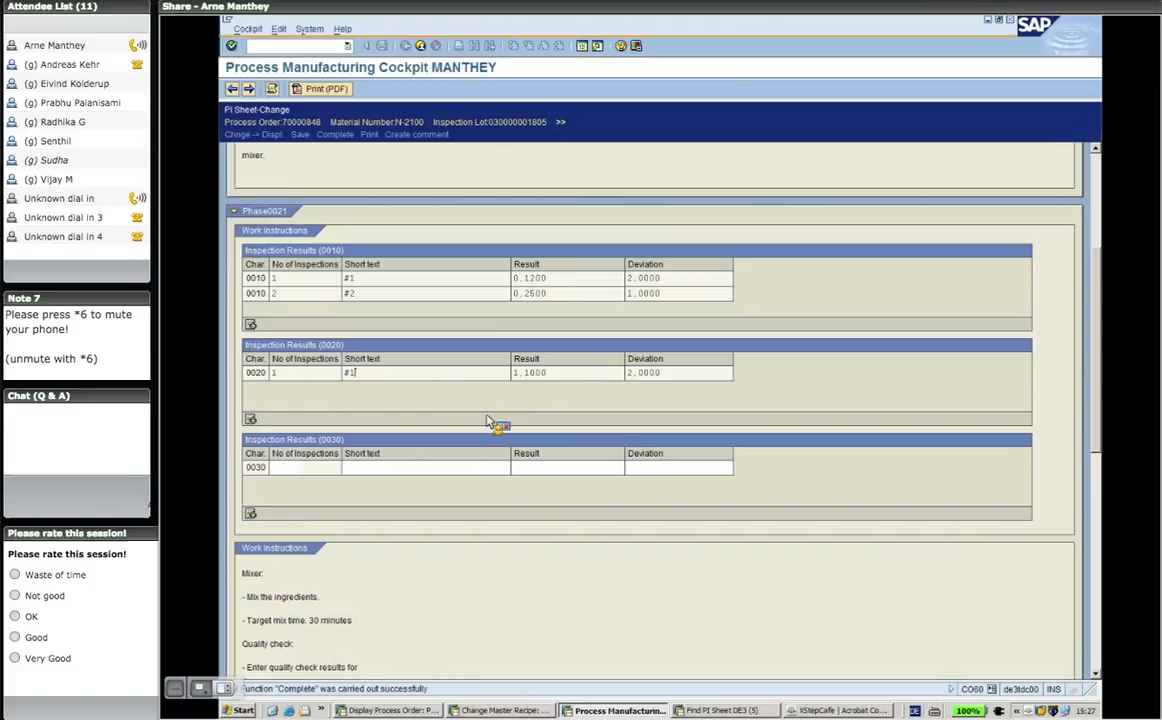 Attendee List (11)
Arne Manthey
(g) Andreas Kehr
(g) Eivind Kolderup
(g) Prabhu Palanisami
(g) Radhika G
(g) Senthil
(g) Sudha
(g) Vijay M
Unknown dial in
Unknown dial in 3
Unknown dial in 4
Note 7
Please press *6 to mute
your phone!
(unmute with *6)
Chat (Q & A)
Please rate this session!
Please rate this session!
Waste of time
Not good
OK
Good
Very Good
Share - Arne Manthey
Cockpit Edit System Help
SAP
Process Manufacturing Cockpit MANTHEY
Print (PDF)
PI Sheet-Change
Process Order:70000848 Material Number:N-2100 Inspection Lot:030000001805 >>
Chnge -> Displ. Save Complete Print Create comment
mixer.
Phase0021
Work Instructions
Inspection Results (0010)
Char. No of Inspections Short text Result Deviation
0010 1 #1 0,1200 2,0000
0010 2 #2 0,2500 1,0000
Inspection Results (0020)
Char. No of Inspections Short text Result Deviation
0020 1 #1 1,1000 2,0000
Inspection Results (0030)
Char. No of Inspections Short text Result Deviation
0030
Work Instructions
Mixer:
- Mix the ingredients.
- Target mix time: 30 minutes
Quality check:
- Enter quality check results for
Function "Complete" was carried out successfully
CO60 de3tdc00 INS
Start Display Process Order: P... Change Master Recipe: ... Process Manufacturin... Find PI Sheet DE3 (5) XStepCafe | Acrobat Co... DE 100% 15:27